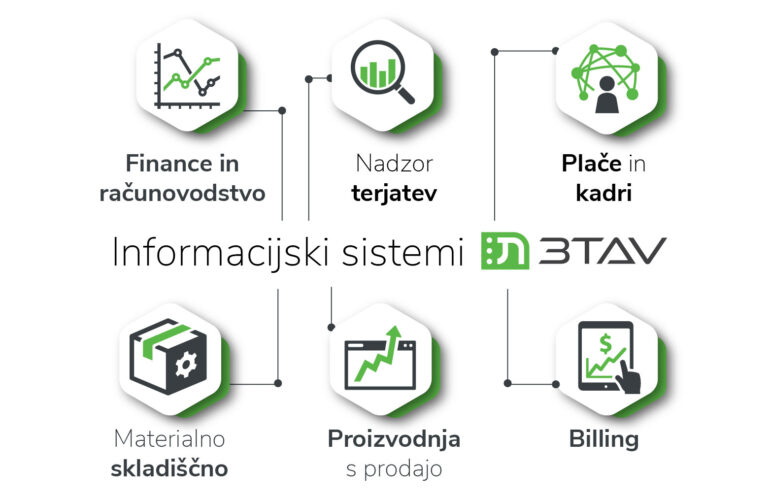 Finance in
računovodstvo
Nadzor
terjatev
Plače in
kadri
Informacijski sistemi 3TAV
Materialno
skladiščno
Proizvodnja
s prodajo
$
Billing